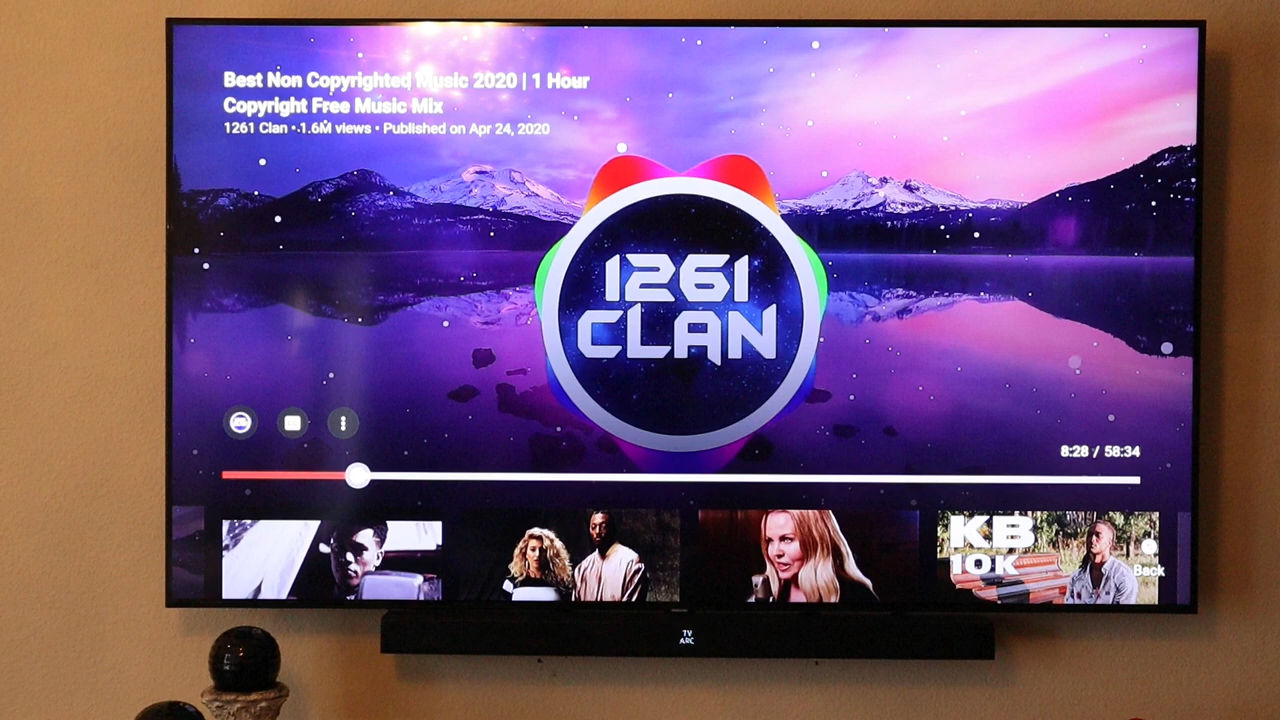 Best Non Copyrighted Music 2020 | 1 Hour
Copyright Free Music Mix
1261 Clan • 1.6M views • Published on Apr 24, 2020
1261
CLAN
8:28 / 58:34
KB
10K
Back
TV
ARC